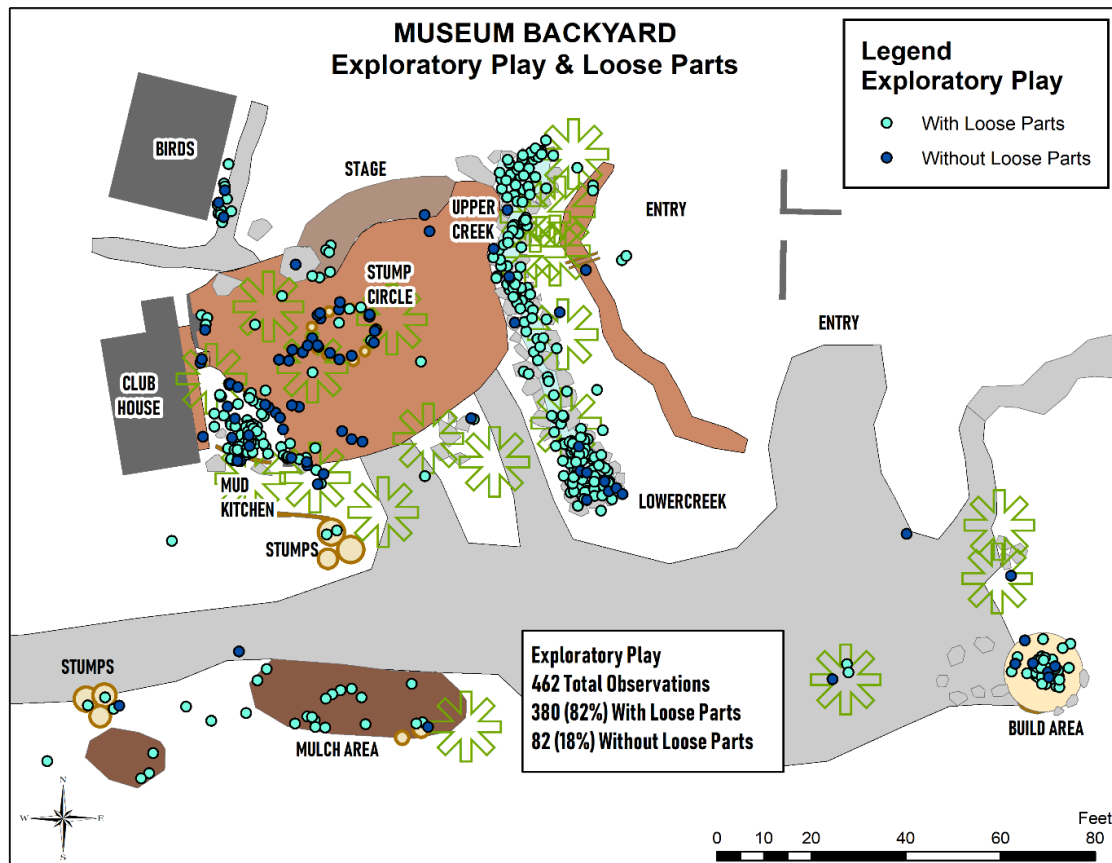 MUSEUM BACKYARD
Exploratory Play & Loose Parts
Legend
Exploratory Play
With Loose Parts
Without Loose Parts
BIRDS
STAGE
UPPER
CREEK
ENTRY
STUMP
CIRCLE
ENTRY
CLUB
HOUSE
MUD
KITCHEN
LOWERCREEK
STUMPS
STUMPS
Exploratory Play
462 Total Observations
380 (82%) With Loose Parts
82 (18%) Without Loose Parts
MULCH AREA
BUILD AREA
N
W E
S
Feet
0 10 20 40 60 80